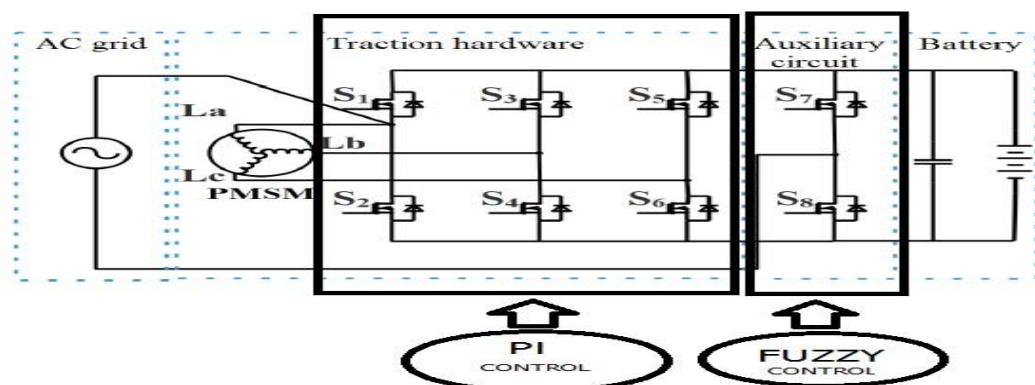 AC grid
Traction hardware
Auxiliary
circuit
Battery
S1
S3
S5
S7
La
Lb
Lc
PMSM
S2
S4
S6
S8
PI
CONTROL
FUZZY
CONTROL